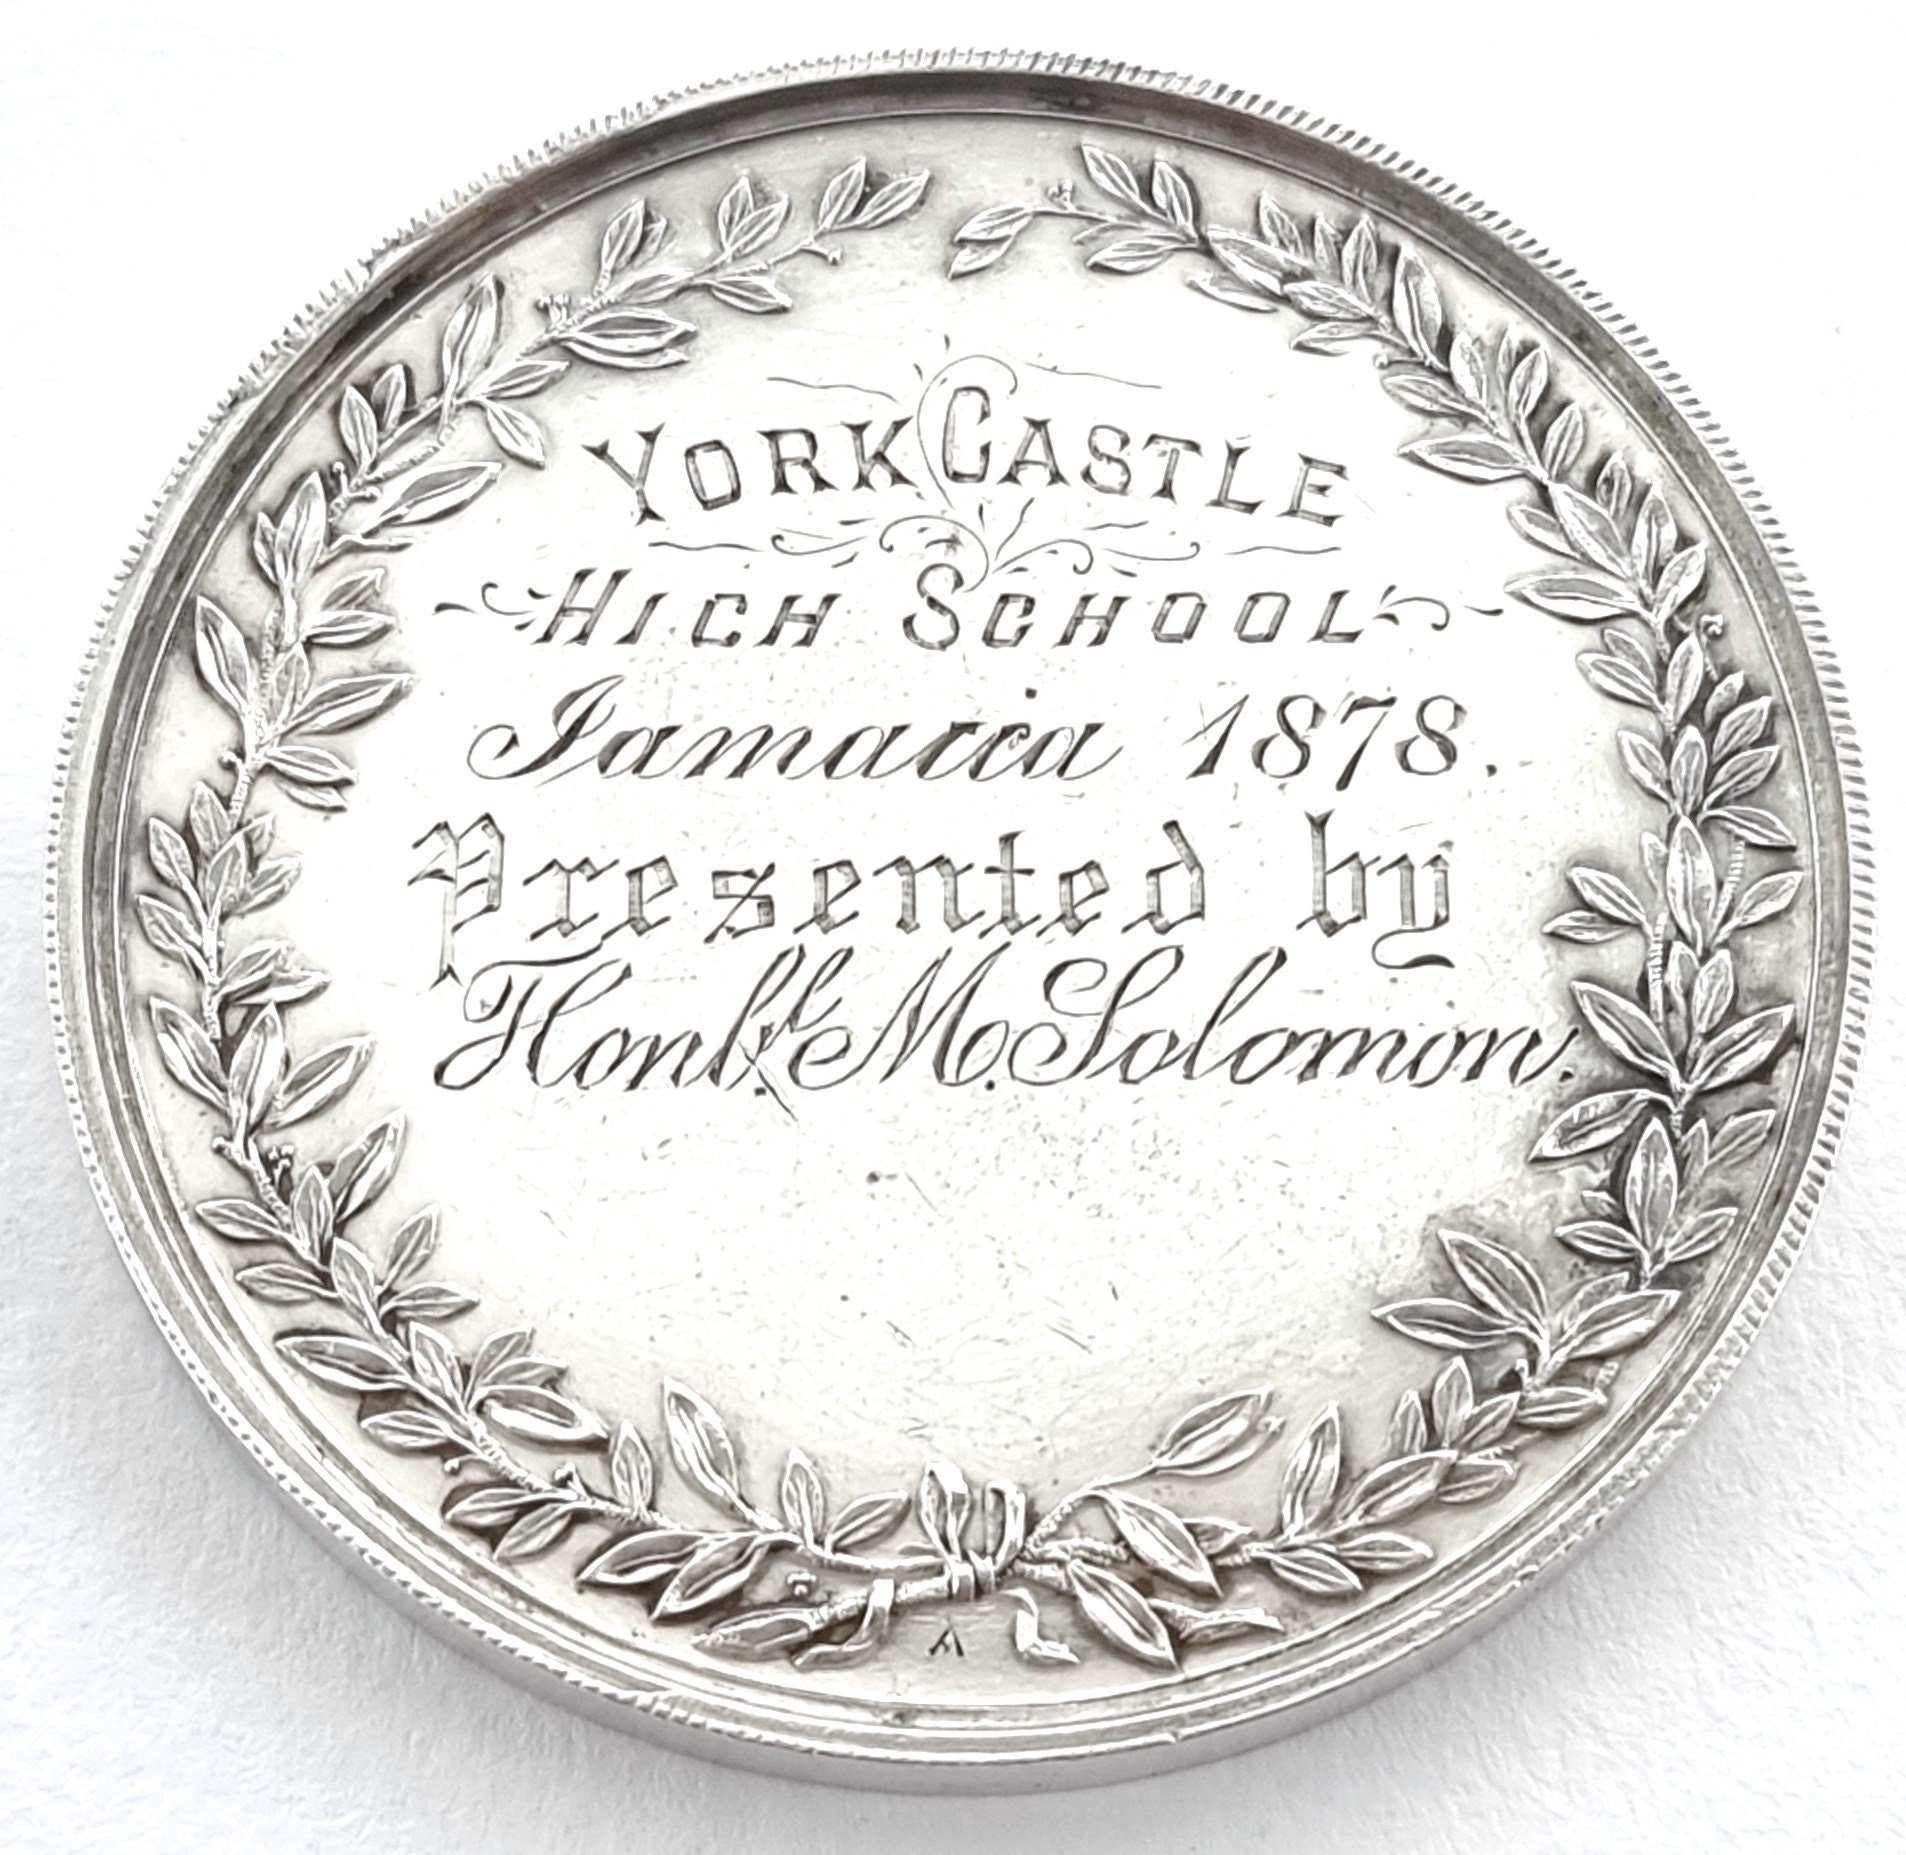 YORK CASTLE
HIGH SCHOOL
Jamaica 1878.
Presented by
Honble M. Solomon.
A